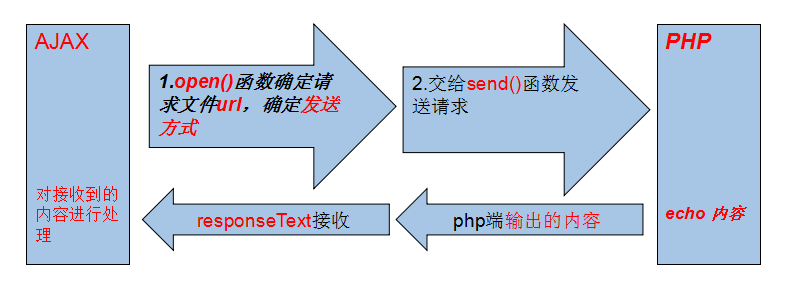 AJAX
1.open()函数确定请
求文件url，确定发送
方式
2.交给send()函数发
送请求
PHP
对接收到的
内容进行处
理
responseText接收
php端输出的内容
echo 内容